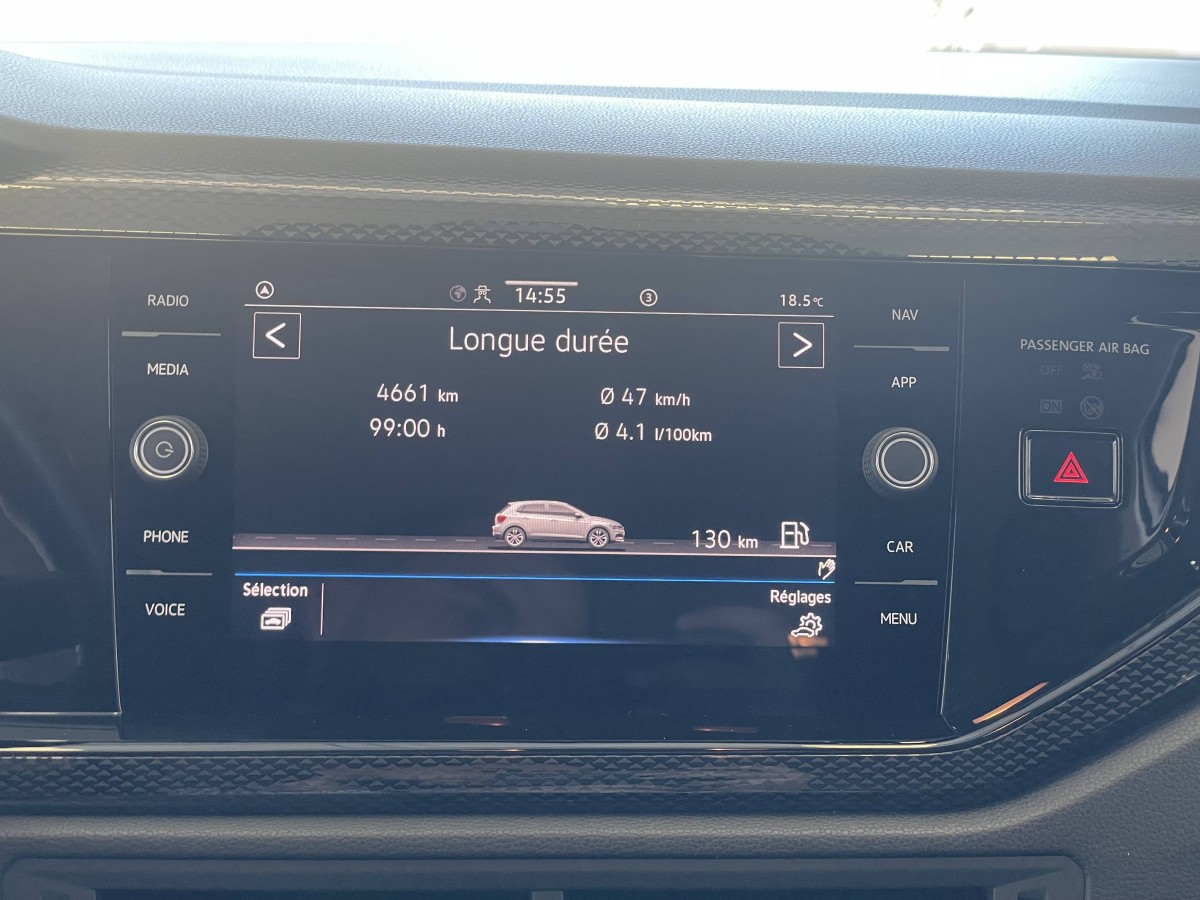 RADIO
MEDIA
PHONE
VOICE
14:55
3
18.5°C
< Longue durée >
4661 km Ø 47 km/h
99:00 h Ø 4.1 l/100km
130 km
Sélection
Réglages
NAV
APP
CAR
MENU
PASSENGER AIR BAG
OFF
ON